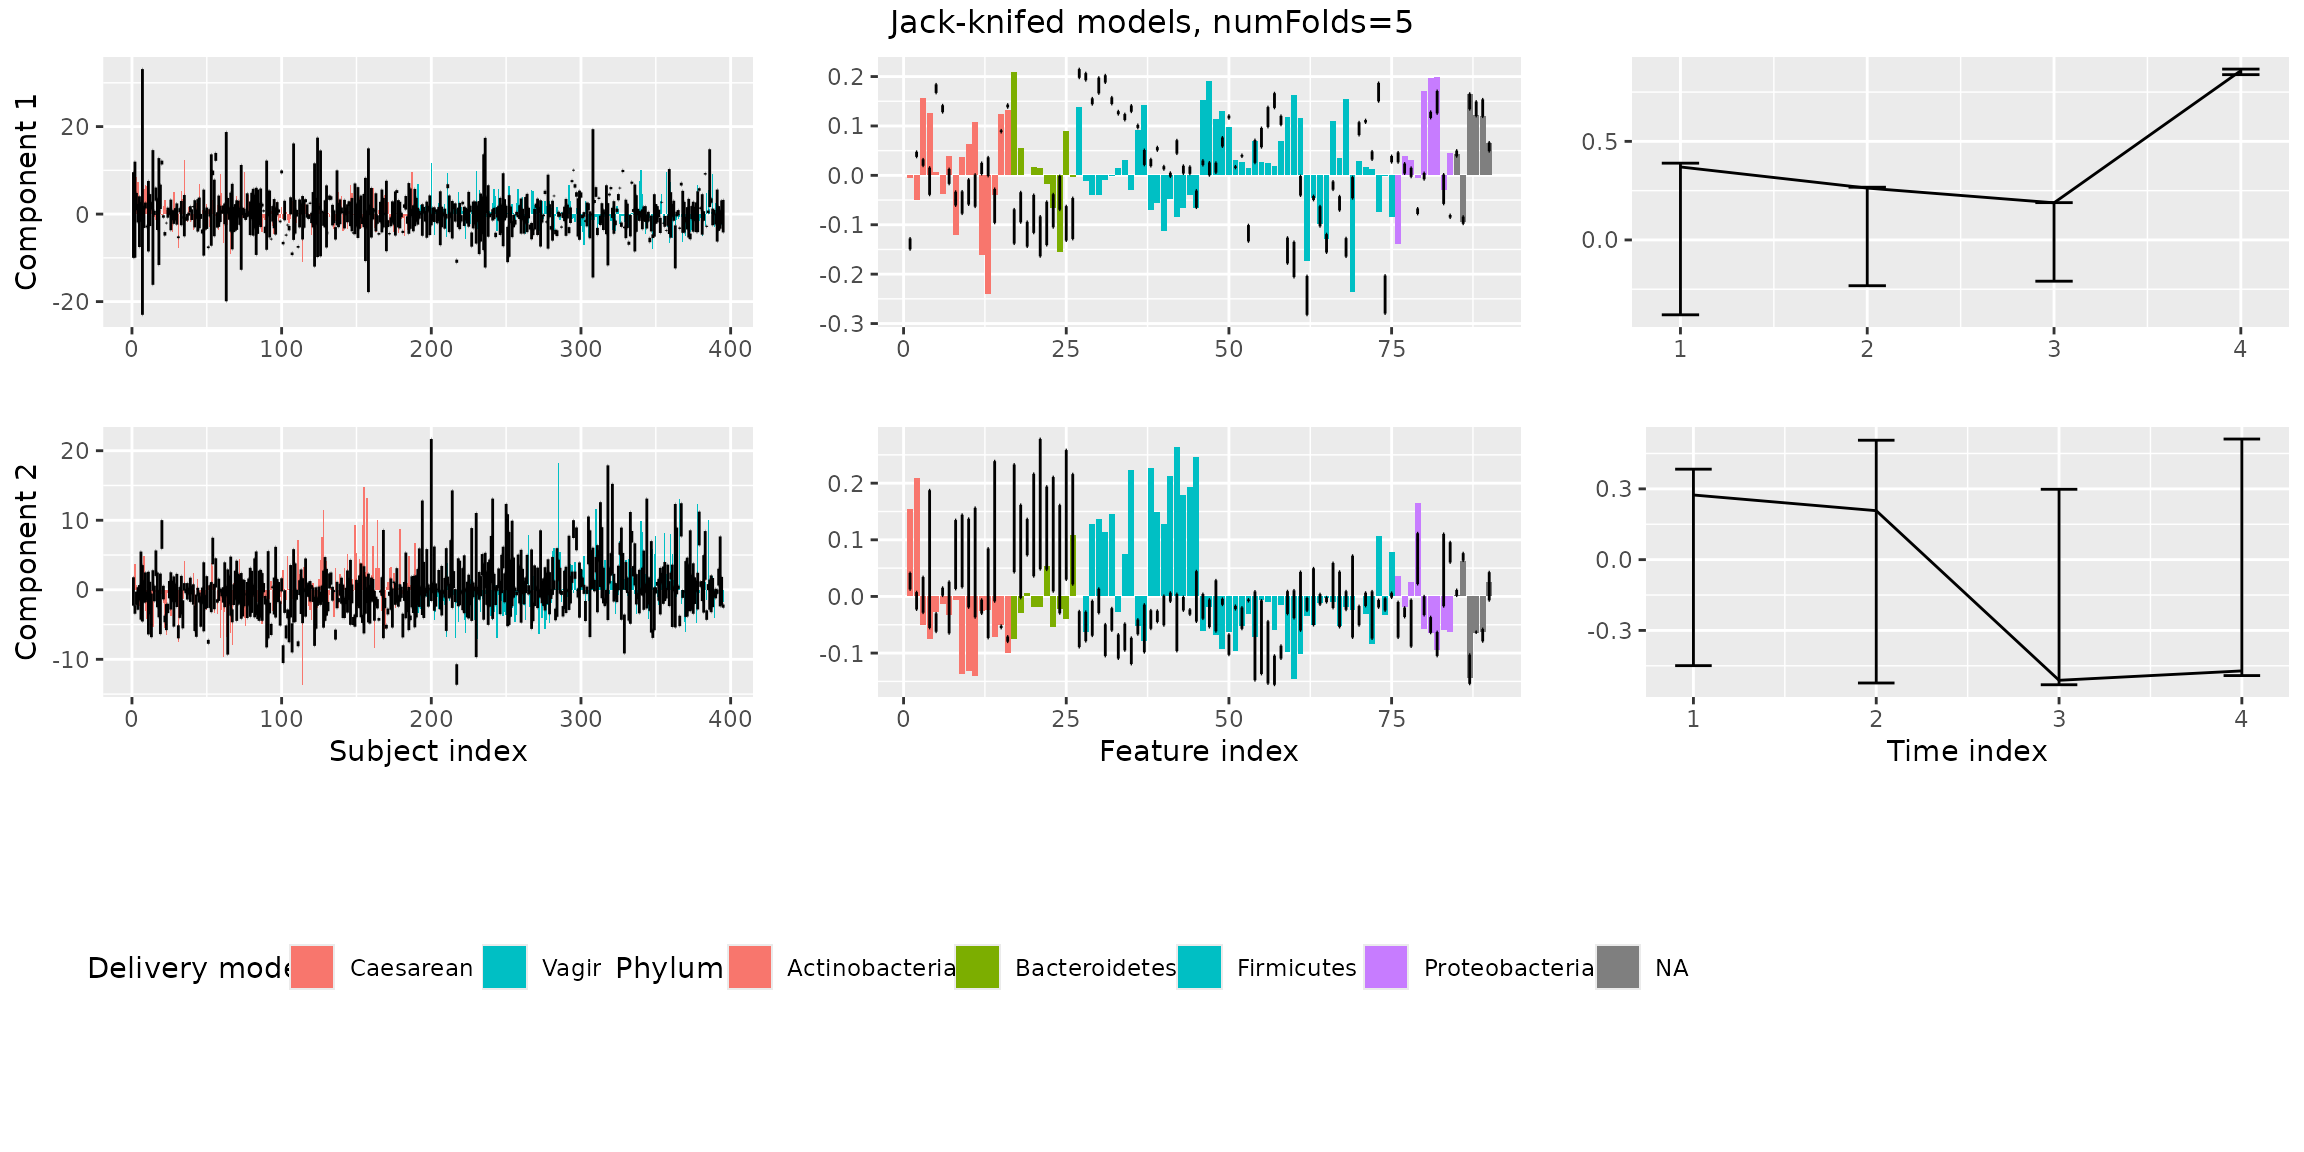 Jack-knifed models, numFolds=5
Component 1
20
0
-20
0 100 200 300 400
0.2
0.1
0.0
-0.1
-0.2
-0.3
0 25 50 75
0.5
0.0
1 2 3 4
Component 2
20
10
0
-10
0 100 200 300 400
Subject index
0.2
0.1
0.0
-0.1
0 25 50 75
Feature index
0.3
0.0
-0.3
1 2 3 4
Time index
Delivery mode Caesarean Vagir Phylum Actinobacteria Bacteroidetes Firmicutes Proteobacteria NA